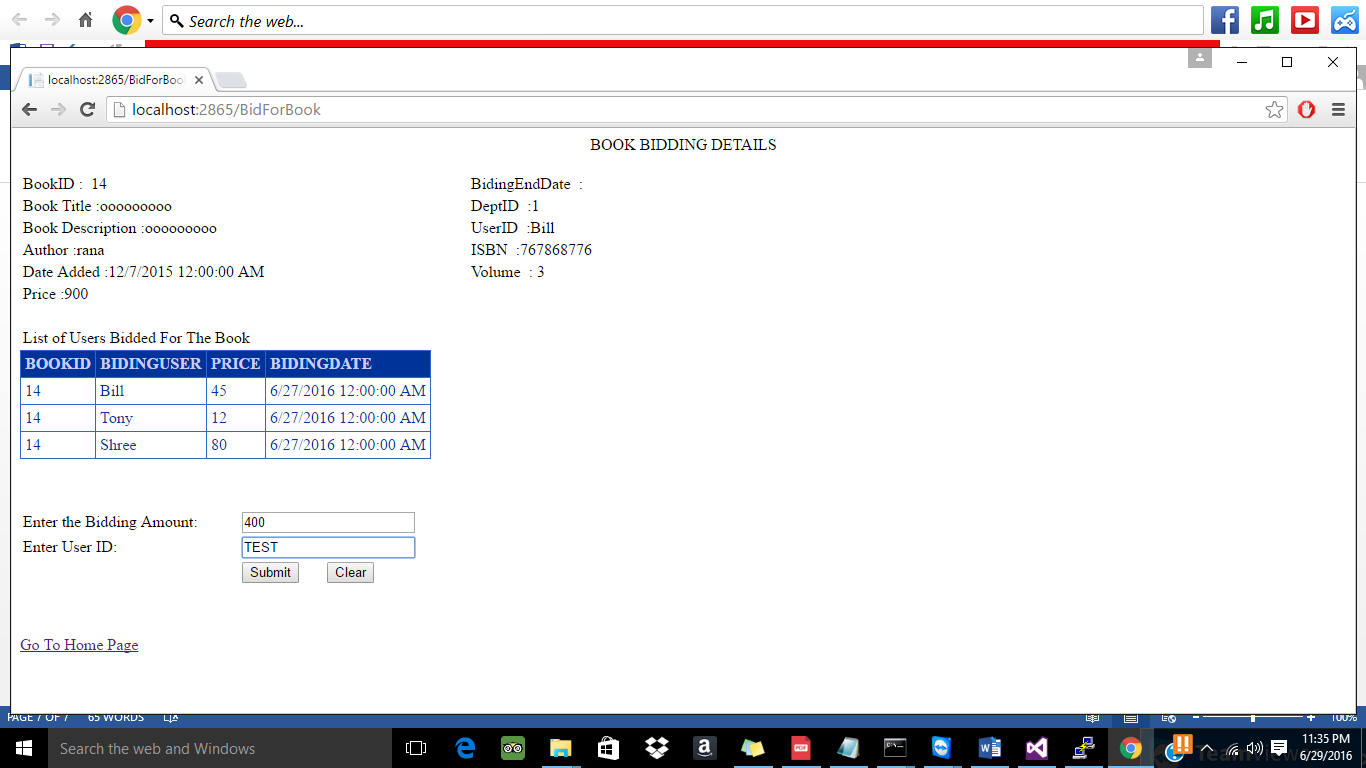 Search the web...
localhost:2865/BidForBook
localhost:2865/BidForBook
BOOK BIDDING DETAILS
BookID : 14
BidingEndDate :
Book Title :ooooooooo
DeptID :1
Book Description :ooooooooo
UserID :Bill
Author :rana
ISBN :767868776
Date Added :12/7/2015 12:00:00 AM
Volume : 3
Price :900
List of Users Bidded For The Book
BOOKID BIDINGUSER PRICE BIDINGDATE
14 Bill 45 6/27/2016 12:00:00 AM
14 Tony 12 6/27/2016 12:00:00 AM
14 Shree 80 6/27/2016 12:00:00 AM
Enter the Bidding Amount: 400
Enter User ID: TEST
Submit Clear
Go To Home Page
PAGE 7 OF 7 65 WORDS 100%
Search the web and Windows
11:35 PM
6/29/2016